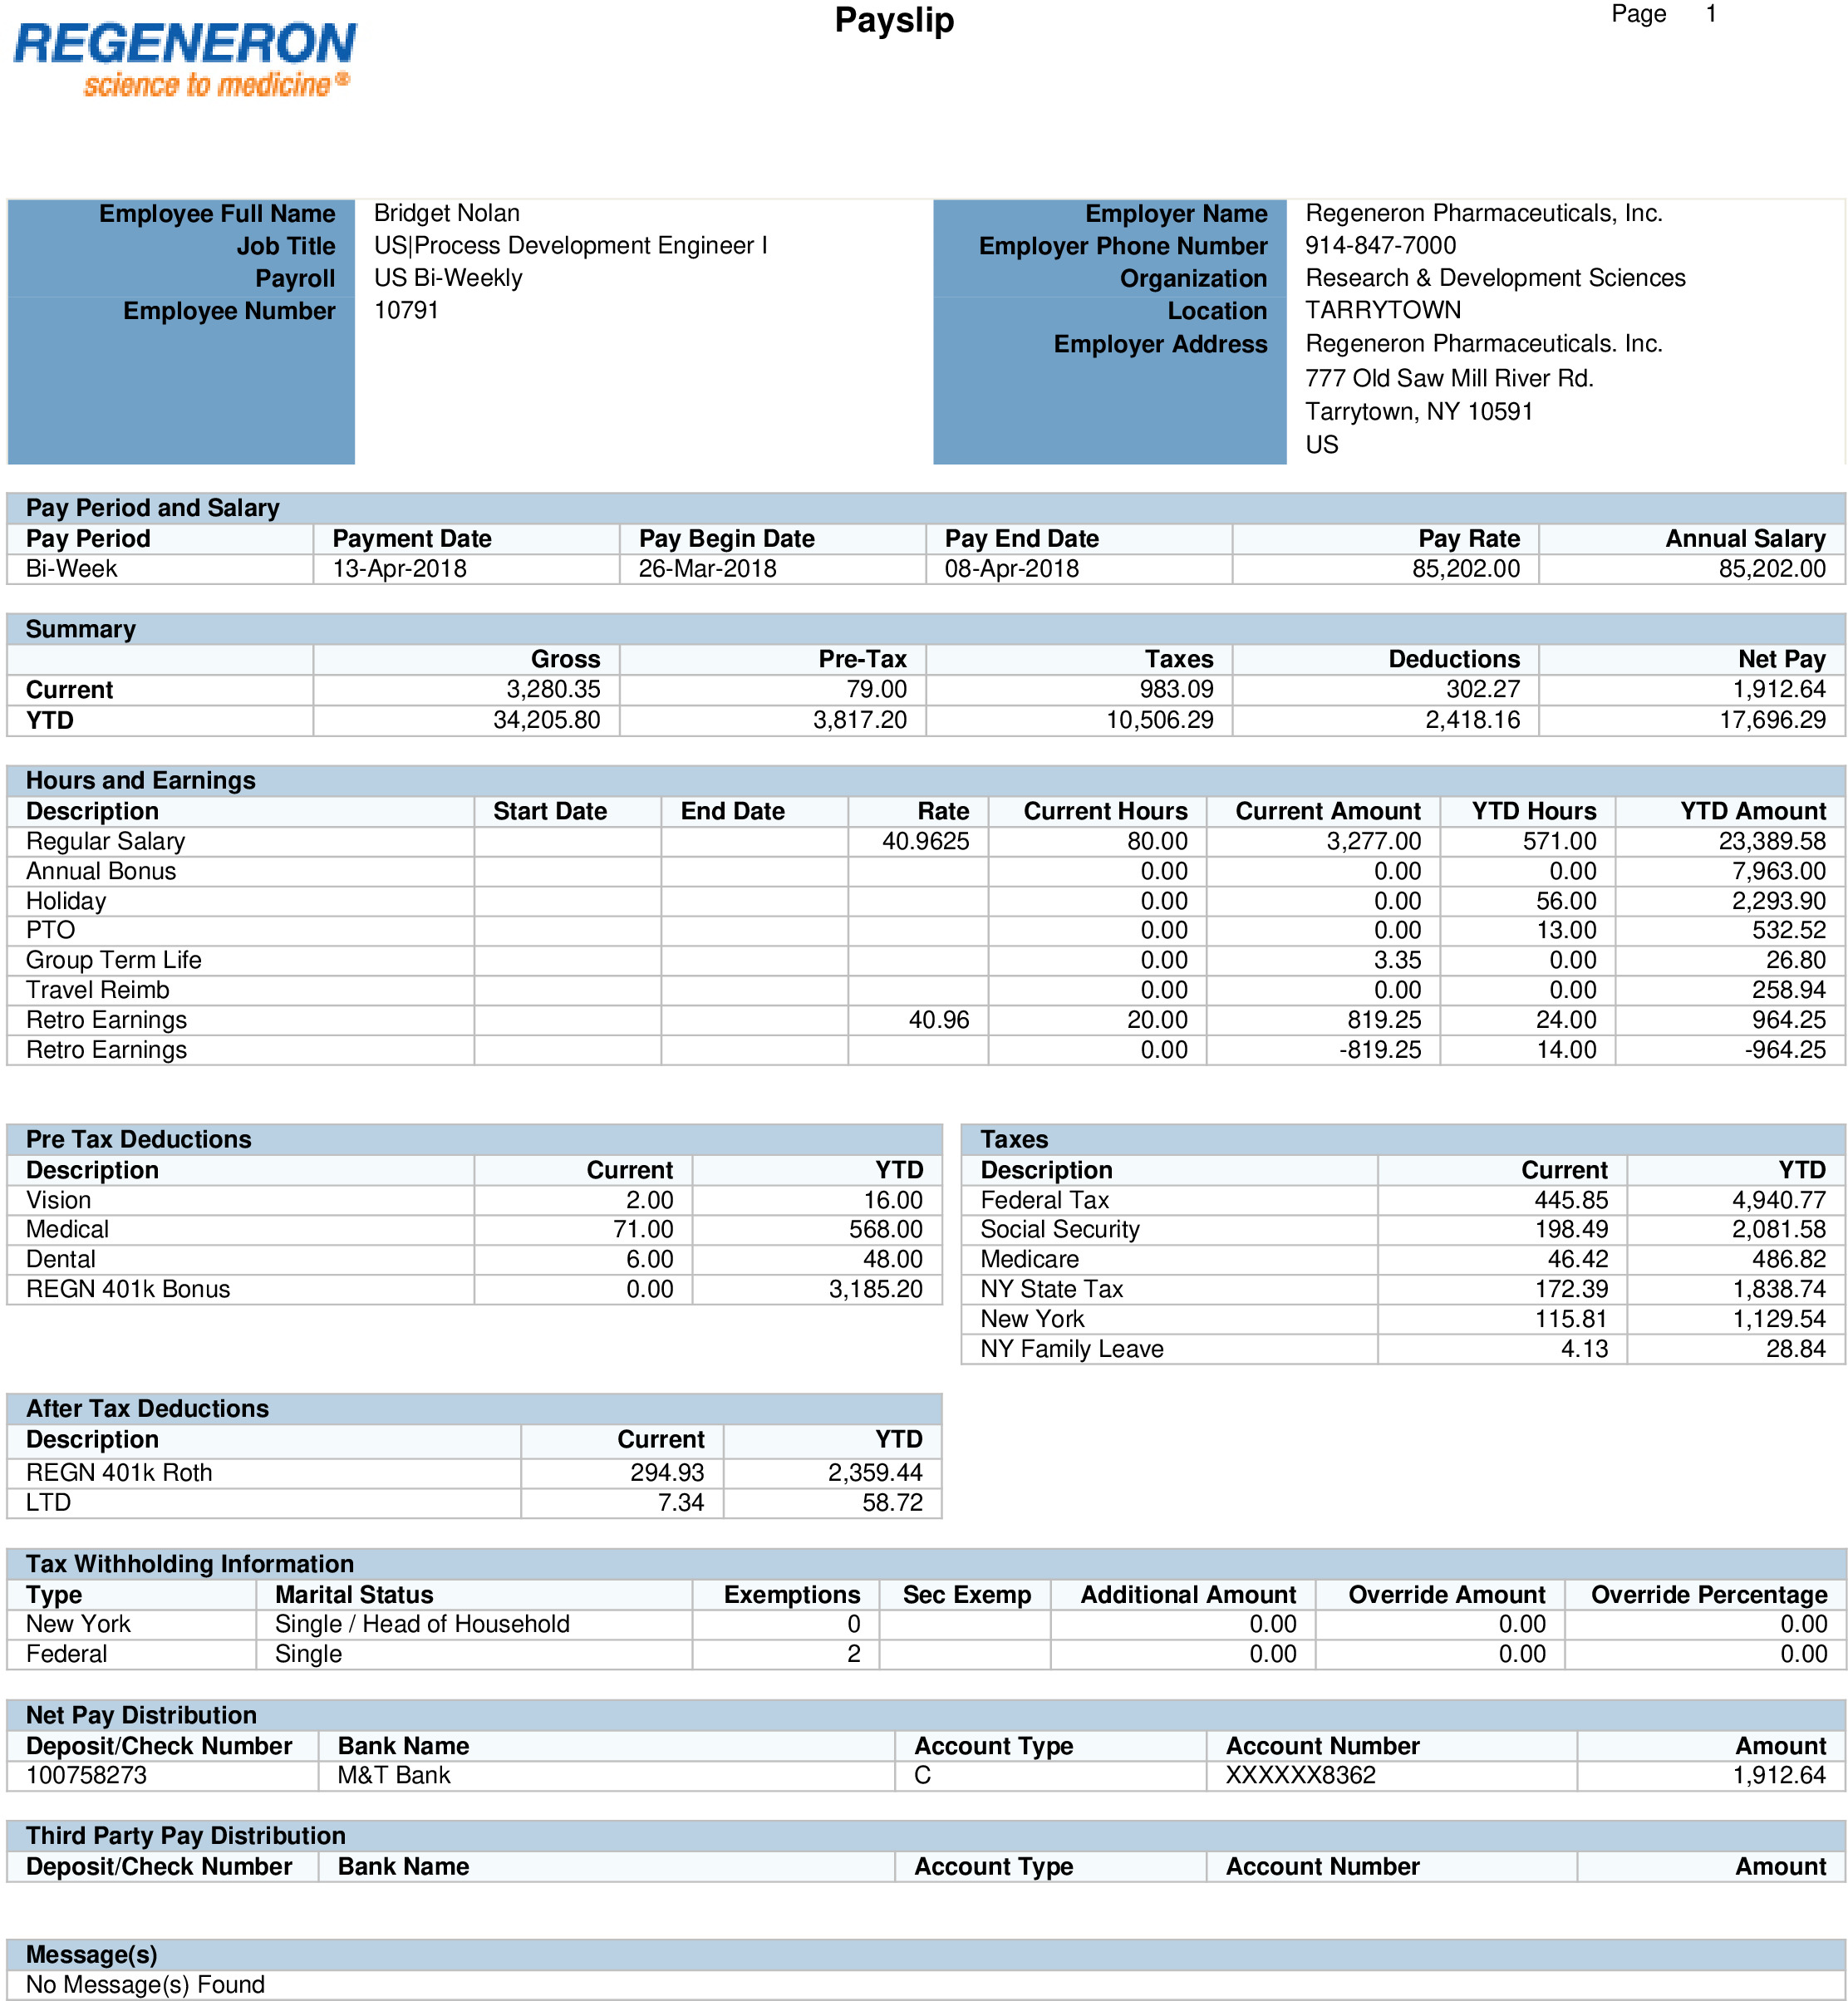 Payslip
Page 1
REGENERON
science to medicine®
Employee Full Name Bridget Nolan
Job Title US|Process Development Engineer I
Payroll US Bi-Weekly
Employee Number 10791
Employer Name Regeneron Pharmaceuticals, Inc.
Employer Phone Number 914-847-7000
Organization Research & Development Sciences
Location TARRYTOWN
Employer Address Regeneron Pharmaceuticals. Inc.
777 Old Saw Mill River Rd.
Tarrytown, NY 10591
US
Pay Period and Salary
Pay Period Payment Date Pay Begin Date Pay End Date Pay Rate Annual Salary
Bi-Week 13-Apr-2018 26-Mar-2018 08-Apr-2018 85,202.00 85,202.00
Summary
Gross Pre-Tax Taxes Deductions Net Pay
Current 3,280.35 79.00 983.09 302.27 1,912.64
YTD 34,205.80 3,817.20 10,506.29 2,418.16 17,696.29
Hours and Earnings
Description Start Date End Date Rate Current Hours Current Amount YTD Hours YTD Amount
Regular Salary 40.9625 80.00 3,277.00 571.00 23,389.58
Annual Bonus 0.00 0.00 0.00 7,963.00
Holiday 0.00 0.00 56.00 2,293.90
PTO 0.00 0.00 13.00 532.52
Group Term Life 0.00 3.35 0.00 26.80
Travel Reimb 0.00 0.00 0.00 258.94
Retro Earnings 40.96 20.00 819.25 24.00 964.25
Retro Earnings 0.00 -819.25 14.00 -964.25
Pre Tax Deductions
Description Current YTD
Vision 2.00 16.00
Medical 71.00 568.00
Dental 6.00 48.00
REGN 401k Bonus 0.00 3,185.20
Taxes
Description Current YTD
Federal Tax 445.85 4,940.77
Social Security 198.49 2,081.58
Medicare 46.42 486.82
NY State Tax 172.39 1,838.74
New York 115.81 1,129.54
NY Family Leave 4.13 28.84
After Tax Deductions
Description Current YTD
REGN 401k Roth 294.93 2,359.44
LTD 7.34 58.72
Tax Withholding Information
Type Marital Status Exemptions Sec Exemp Additional Amount Override Amount Override Percentage
New York Single / Head of Household 0 0.00 0.00 0.00
Federal Single 2 0.00 0.00 0.00
Net Pay Distribution
Deposit/Check Number Bank Name Account Type Account Number Amount
100758273 M&T Bank C XXXXXX8362 1,912.64
Third Party Pay Distribution
Deposit/Check Number Bank Name Account Type Account Number Amount
Message(s)
No Message(s) Found